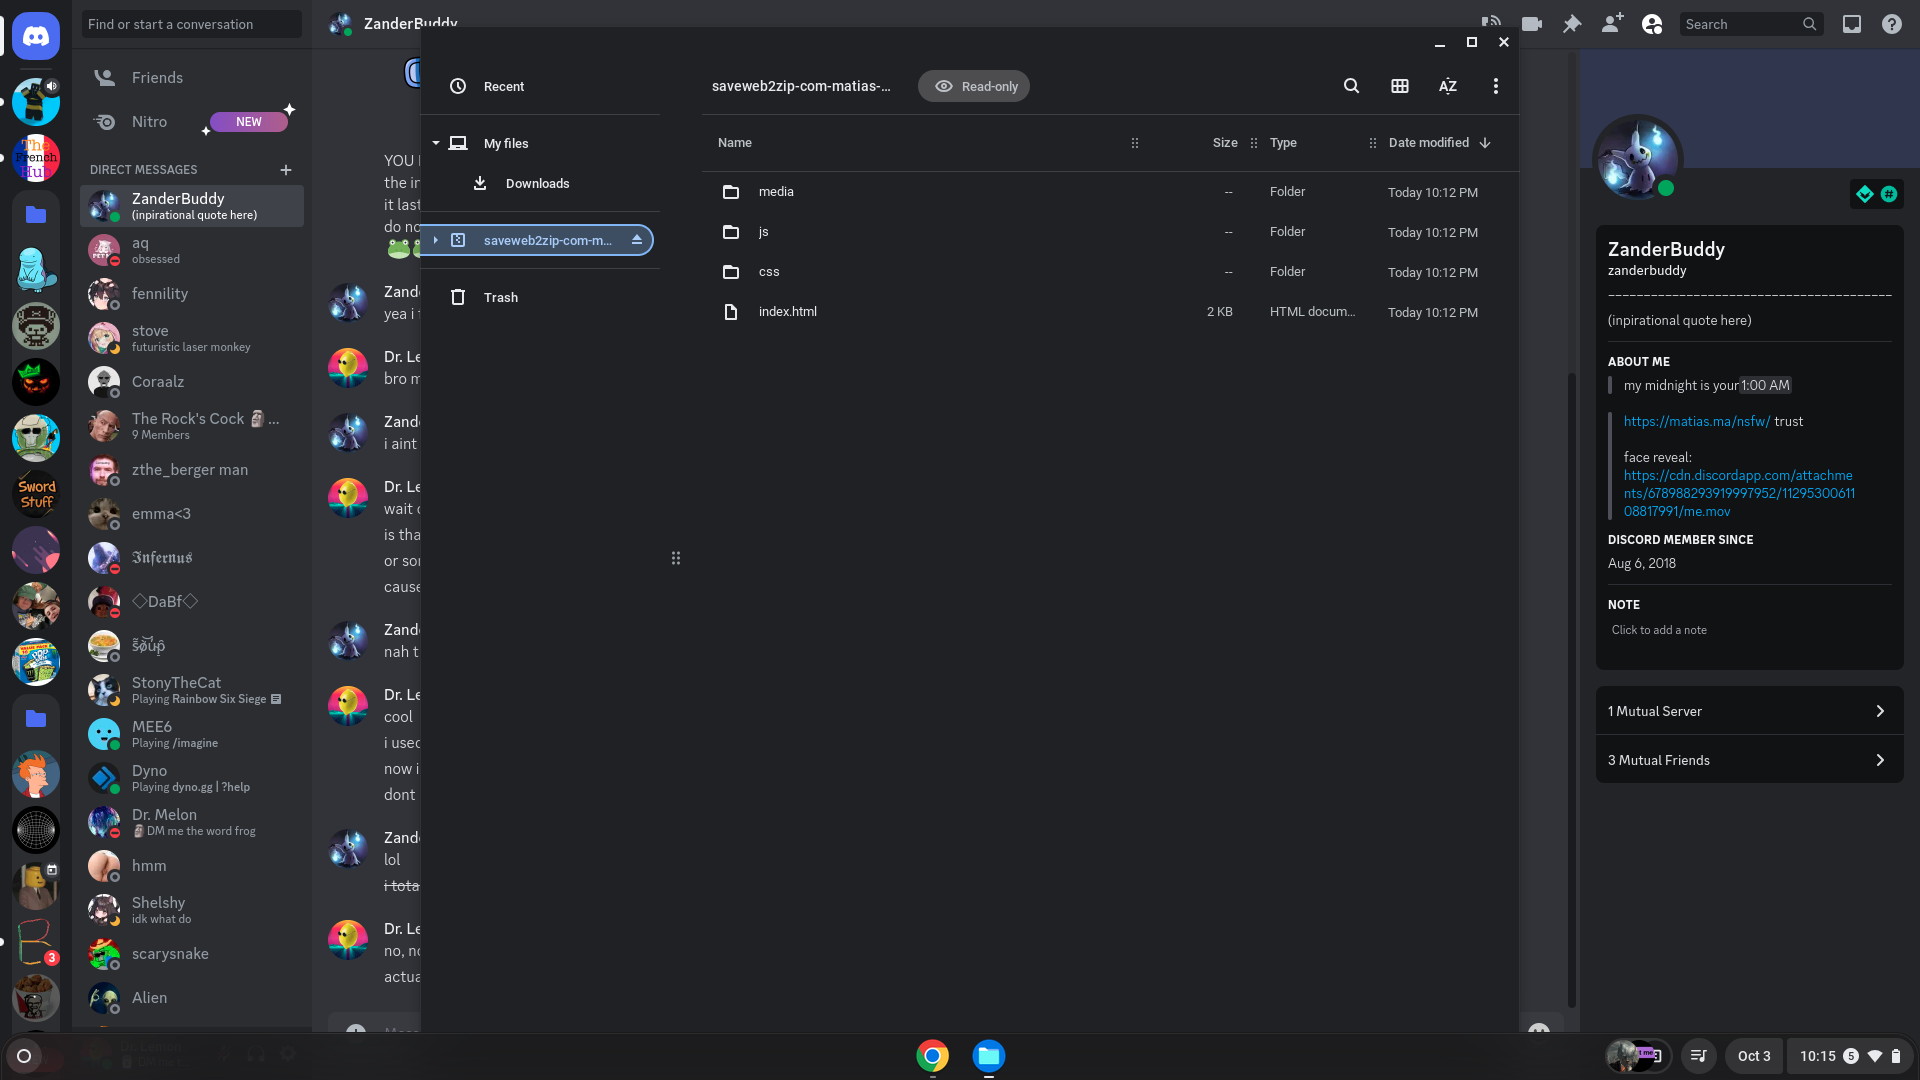 Find or start a conversation
Friends
Nitro
NEW
DIRECT MESSAGES
ZanderBuddy
(inpirational quote here)
aq
obsessed
fennility
stove
futuristic laser monkey
Coraalz
The Rock's Cock 🗿 ...
9 Members
zthe_berger man
emma<3
𝕴𝖓𝖋𝖊𝖗𝖓𝖚𝖘
◇DaBf◇
StonyTheCat
Playing Rainbow Six Siege
MEE6
Playing /imagine
Dyno
Playing dyno.gg | ?help
Dr. Melon
🗿DM me the word frog
hmm
Shelshy
idk what do
scarysnake
Alien
The
French
Hub
Sword
Stuff
3
ZanderBuddy
YOU
the in
it last
do no
🐸
Zand
yea i
Dr. Le
bro m
Zand
i aint
Dr. Le
wait
is tha
or so
cause
Zand
nah t
Dr. Le
cool
i used
now i
dont
Zand
lol
i tota
Dr. Le
no, no
actua
Recent
My files
Downloads
saveweb2zip-com-m...
Trash
saveweb2zip-com-matias-...
Read-only
AZ
Name
Size
Type
Date modified
media
--
Folder
Today 10:12 PM
js
--
Folder
Today 10:12 PM
css
--
Folder
Today 10:12 PM
index.html
2 KB
HTML docum...
Today 10:12 PM
Search
ZanderBuddy
zanderbuddy
(inpirational quote here)
ABOUT ME
my midnight is your 1:00 AM
https://matias.ma/nsfw/ trust
face reveal:
https://cdn.discordapp.com/attachme
nts/678988293919997952/11295300611
08817991/me.mov
DISCORD MEMBER SINCE
Aug 6, 2018
NOTE
Click to add a note
1 Mutual Server
3 Mutual Friends
Oct 3
10:15
5